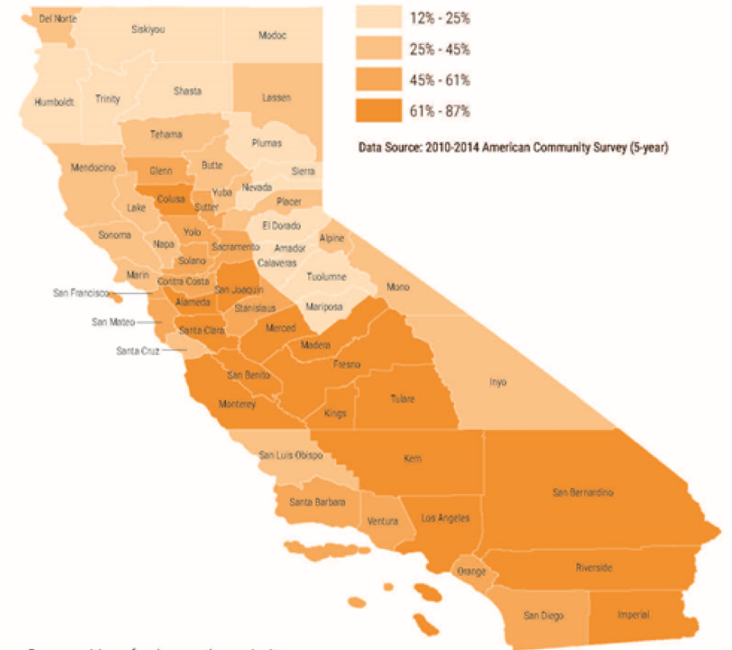 12% - 25%
25% - 45%
45% - 61%
61% - 87%
Data Source: 2010-2014 American Community Survey (5-year)
Del Norte
Siskiyou
Modoc
Humboldt
Trinity
Shasta
Lassen
Tehama
Plumas
Mendocino
Glenn
Butte
Sierra
Colusa
Yuba
Nevada
Lake
Sutter
Placer
Sonoma
Napa
Yolo
El Dorado
Sacramento
Alpine
Amador
Solano
Calaveras
Marin
Contra Costa
Tuolumne
San Francisco
San Joaquin
Mono
Alameda
Stanislaus
Mariposa
San Mateo
Santa Clara
Merced
Santa Cruz
Madera
Fresno
San Benito
Inyo
Monterey
Kings
Tulare
San Luis Obispo
Kern
San Bernardino
Santa Barbara
Ventura
Los Angeles
Orange
Riverside
San Diego
Imperial